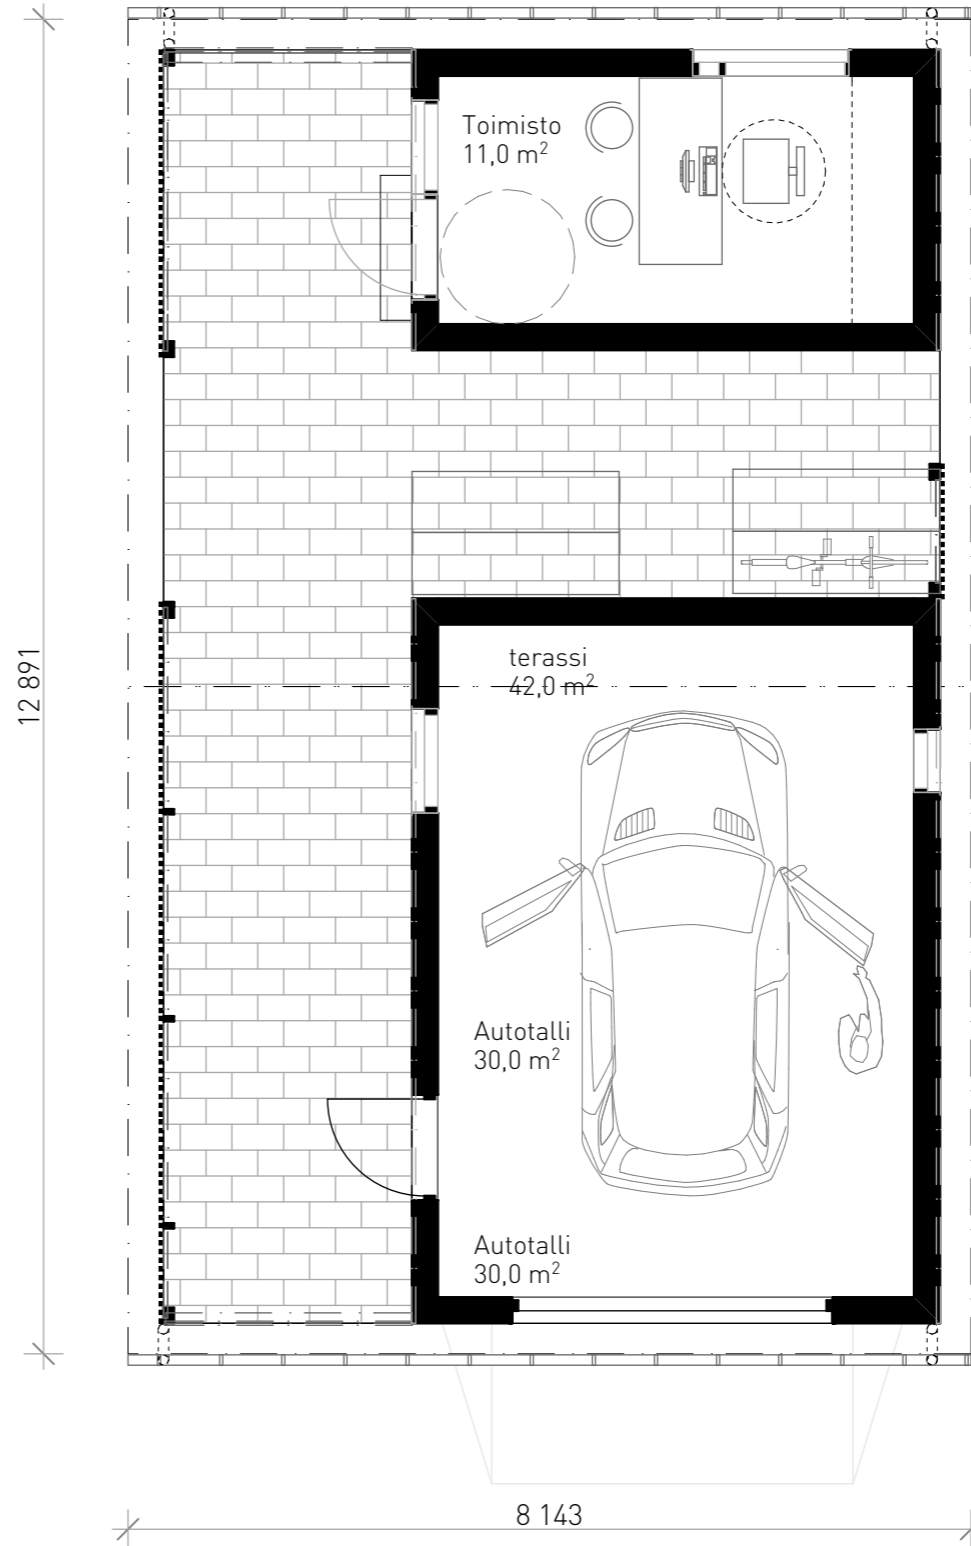 Toimisto
11,0 m²
terassi
42,0 m²
12 891
Autotalli
30,0 m²
Autotalli
30,0 m²
8 143